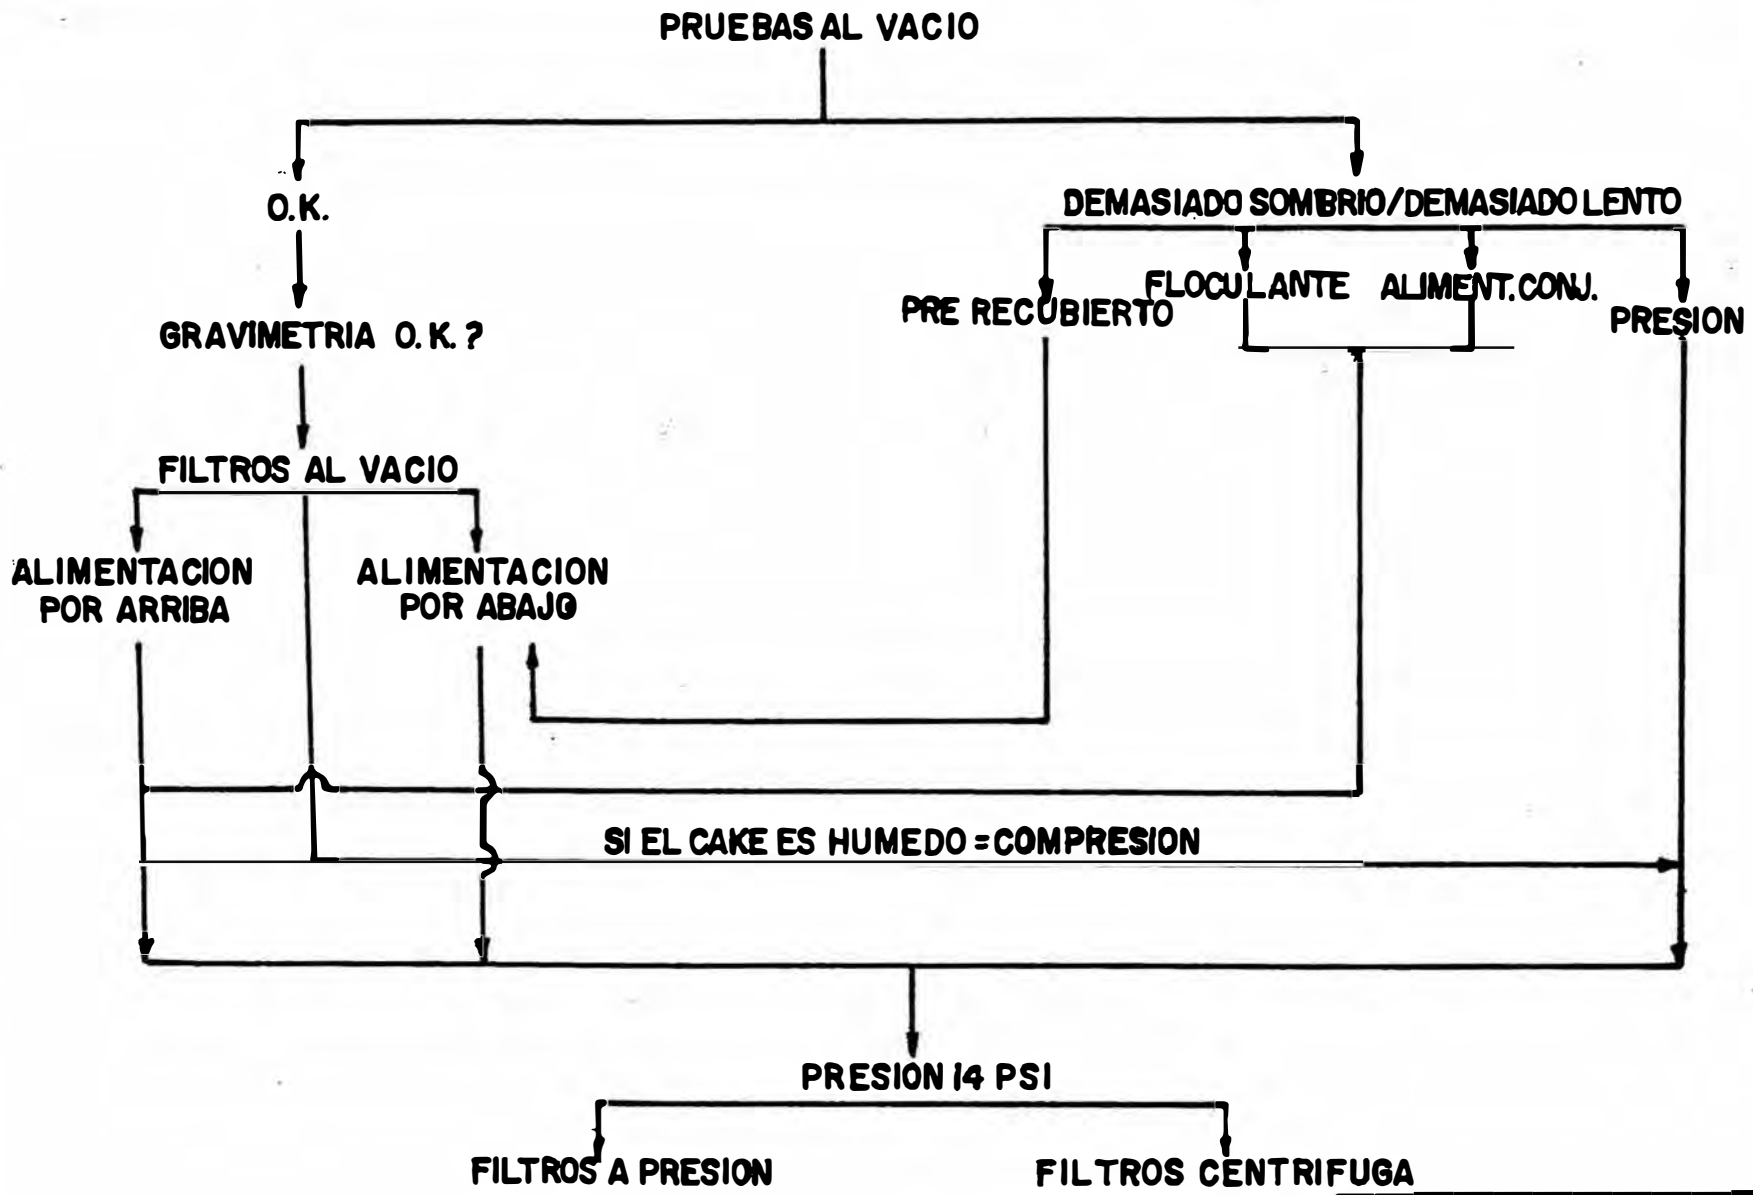 PRUEBAS AL VACIO
O.K.
DEMASIADO SOMBRIO/DEMASIADO LENTO
FLOCULANTE
ALIMENT. CONJ.
PRE RECUBIERTO
PRESION
GRAVIMETRIA O.K.?
FILTROS AL VACIO
ALIMENTACION
POR ARRIBA
ALIMENTACION
POR ABAJO
SI EL CAKE ES HUMEDO = COMPRESION
PRESION 14 PSI
FILTROS A PRESION
FILTROS CENTRIFUGA